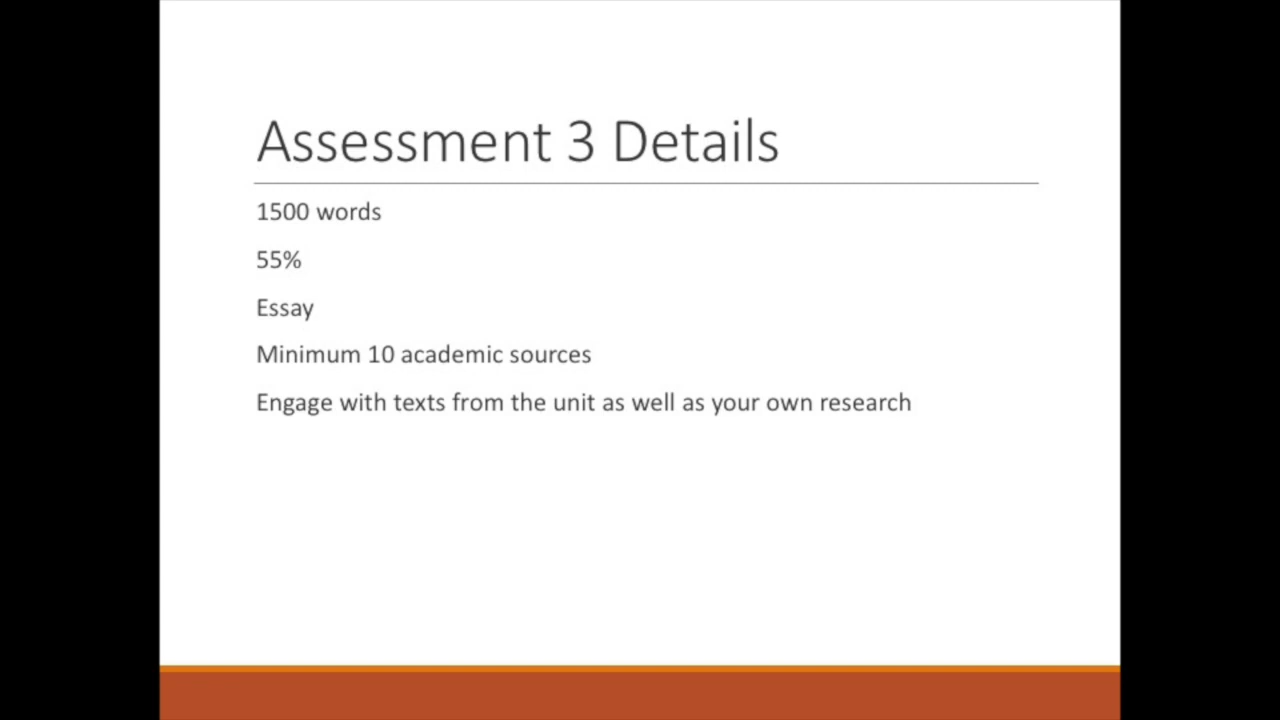 Assessment 3 Details
1500 words
55%
Essay
Minimum 10 academic sources
Engage with texts from the unit as well as your own research